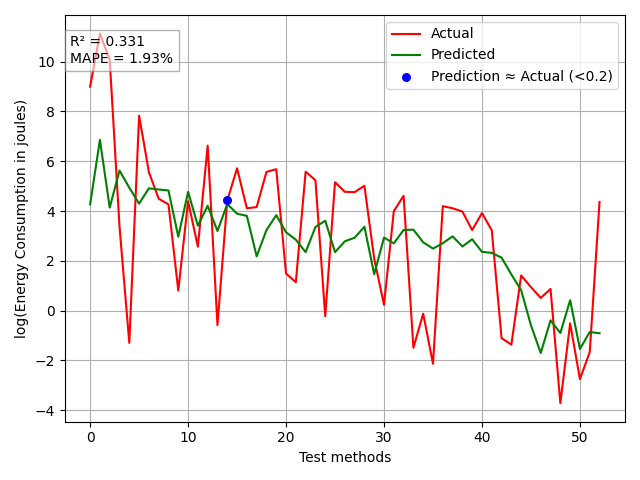 R² = 0.331
MAPE = 1.93%
Actual
Predicted
Prediction ≈ Actual (<0.2)
log(Energy Consumption in joules)
10
8
6
4
2
0
−2
−4
0 10 20 30 40 50
Test methods